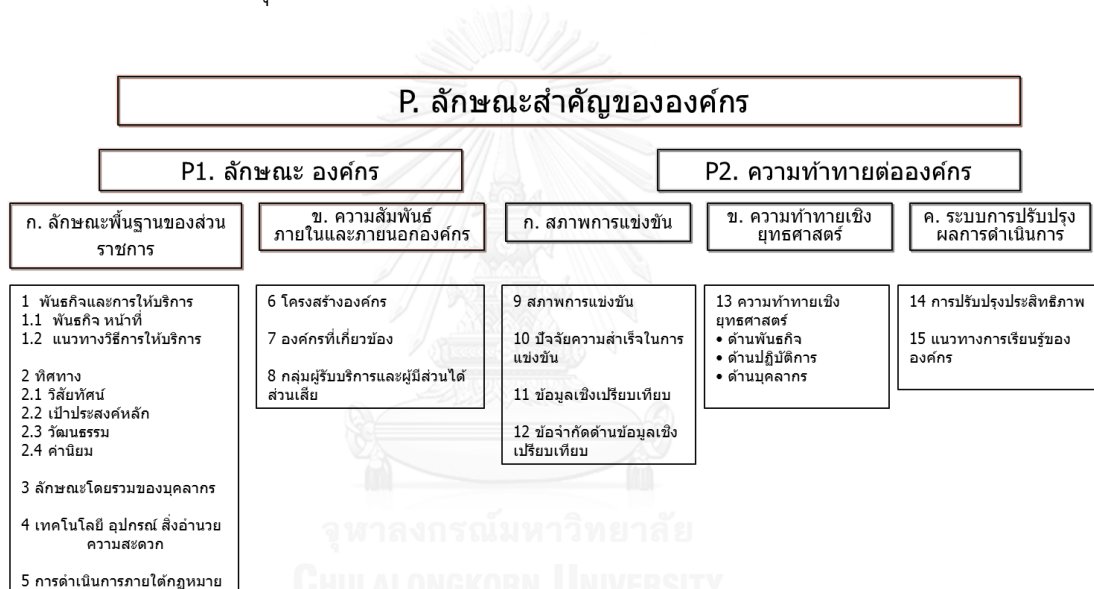 P. ลักษณะสำคัญขององค์กร
P1. ลักษณะ องค์กร
P2. ความท้าทายต่อองค์กร
ก. ลักษณะพื้นฐานของส่วน
ราชการ
ข. ความสัมพันธ์
ภายในและภายนอกองค์กร
ก. สภาพการแข่งขัน
ข. ความท้าทายเชิง
ยุทธศาสตร์
ค. ระบบการปรับปรุง
ผลการดำเนินการ
1 พันธกิจและการให้บริการ
1.1 พันธกิจ หน้าที่
1.2 แนวทางวิธีการให้บริการ
2 ทิศทาง
2.1 วิสัยทัศน์
2.2 เป้าประสงค์หลัก
2.3 วัฒนธรรม
2.4 ค่านิยม
3 ลักษณะโดยรวมของบุคลากร
4 เทคโนโลยี อุปกรณ์ สิ่งอำนวย
ความสะดวก
5 การดำเนินการภายใต้กฎหมาย
6 โครงสร้างองค์กร
7 องค์กรที่เกี่ยวข้อง
8 กลุ่มผู้รับบริการและผู้มีส่วนได้
ส่วนเสีย
9 สภาพการแข่งขัน
10 ปัจจัยความสำเร็จในการ
แข่งขัน
11 ข้อมูลเชิงเปรียบเทียบ
12 ข้อจำกัดด้านข้อมูลเชิง
เปรียบเทียบ
13 ความท้าทายเชิง
ยุทธศาสตร์
• ด้านพันธกิจ
• ด้านปฏิบัติการ
• ด้านบุคลากร
14 การปรับปรุงประสิทธิภาพ
15 แนวทางการเรียนรู้ของ
องค์กร
จุฬาลงกรณ์มหาวิทยาลัย
CHULALONGKORN UNIVERSITY